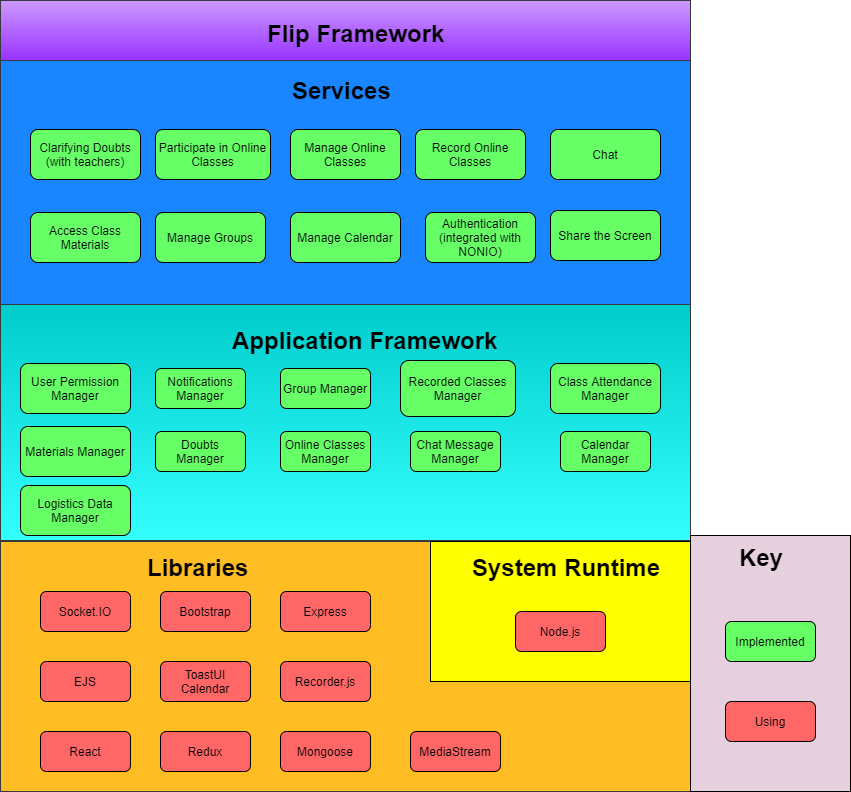 Flip Framework
Services
Clarifying Doubts
(with teachers)
Participate in Online
Classes
Manage Online
Classes
Record Online
Classes
Chat
Access Class
Materials
Manage Groups
Manage Calendar
Authentication
(integrated with
NONIO)
Share the Screen
Application Framework
User Permission
Manager
Notifications
Manager
Group Manager
Recorded Classes
Manager
Class Attendance
Manager
Materials Manager
Doubts
Manager
Online Classes
Manager
Chat Message
Manager
Calendar
Manager
Logistics Data
Manager
Libraries
Socket.IO
Bootstrap
Express
EJS
ToastUI
Calendar
Recorder.js
React
Redux
Mongoose
MediaStream
System Runtime
Node.js
Key
Implemented
Using